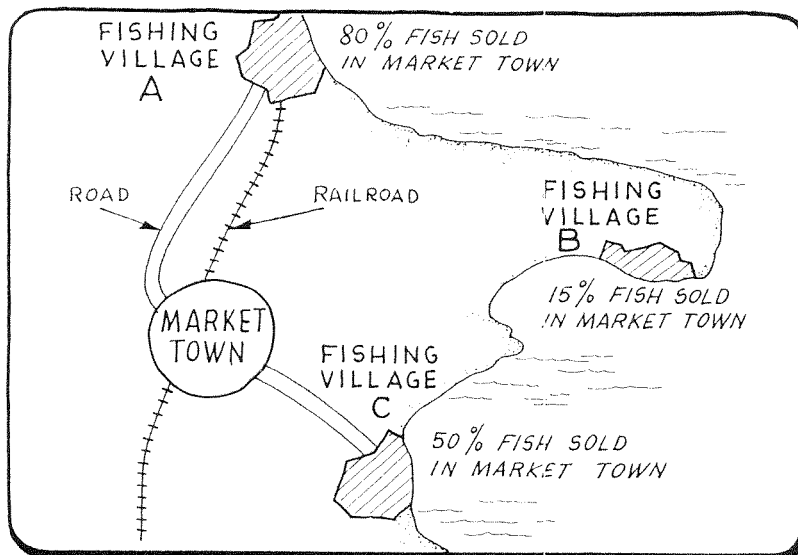 FISHING
VILLAGE
A
80% FISH SOLD
IN MARKET TOWN
ROAD
RAILROAD
FISHING
VILLAGE
B
15% FISH SOLD
IN MARKET TOWN
MARKET
TOWN
FISHING
VILLAGE
C
50% FISH SOLD
IN MARKET TOWN